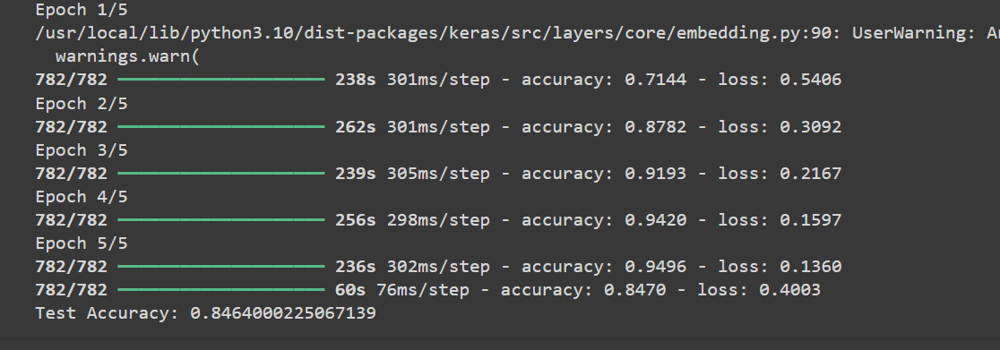 Epoch 1/5
/usr/local/lib/python3.10/dist-packages/keras/src/layers/core/embedding.py:90: UserWarning:
warnings.warn(
782/782 238s 301ms/step - accuracy: 0.7144 - loss: 0.5406
Epoch 2/5
782/782 262s 301ms/step - accuracy: 0.8782 - loss: 0.3092
Epoch 3/5
782/782 239s 305ms/step - accuracy: 0.9193 - loss: 0.2167
Epoch 4/5
782/782 256s 298ms/step - accuracy: 0.9420 - loss: 0.1597
Epoch 5/5
782/782 236s 302ms/step - accuracy: 0.9496 - loss: 0.1360
782/782 60s 76ms/step - accuracy: 0.8470 - loss: 0.4003
Test Accuracy: 0.8464000225067139